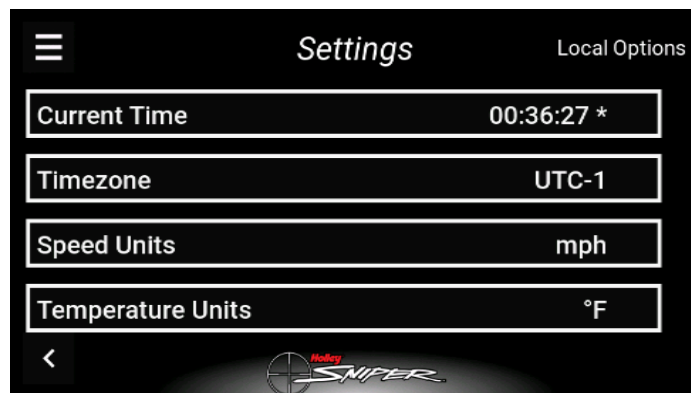 Settings
Local Options
Current Time 00:36:27 *
Timezone UTC-1
Speed Units mph
Temperature Units °F
Holley
SNIPER